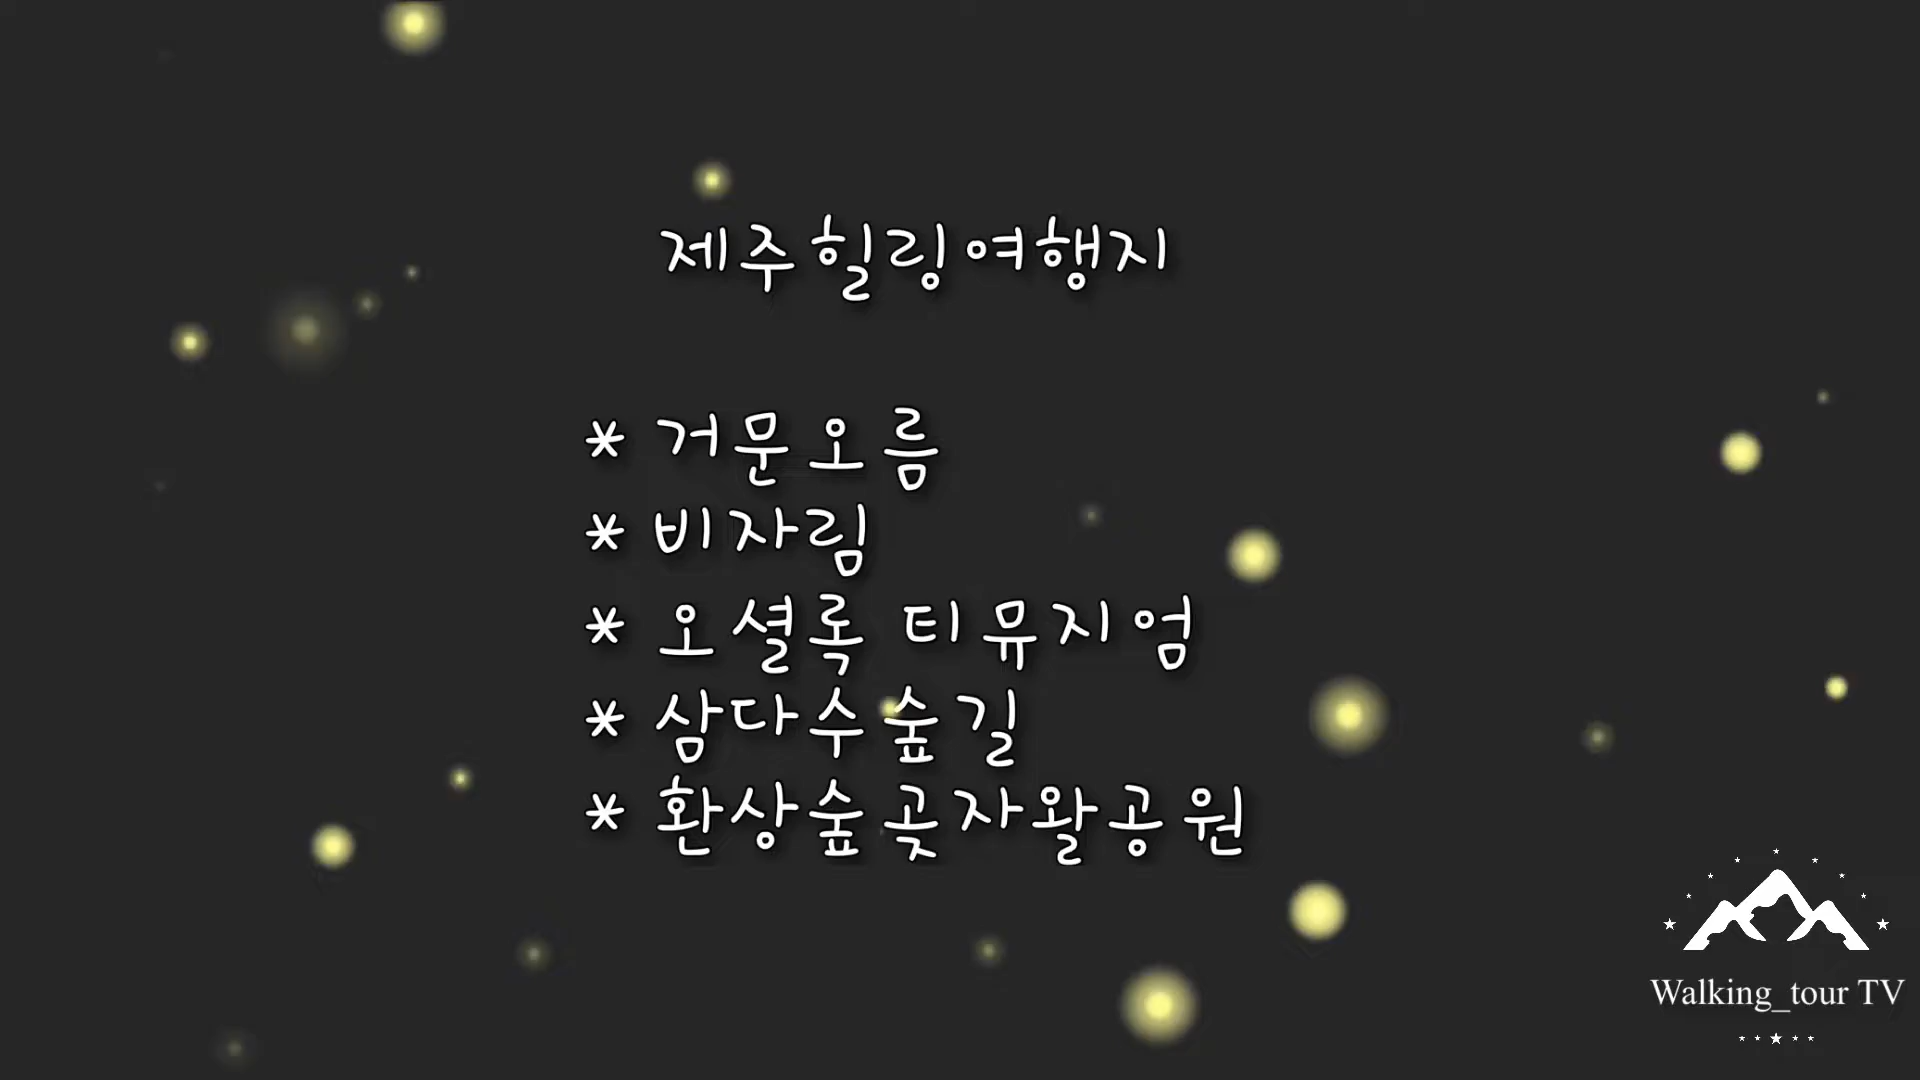 제주힐링여행지
* 거문오름
* 비자림
* 오셜록 티뮤지엄
* 삼다수숲길
* 환상숲곶자왈공원
Walking_tour TV